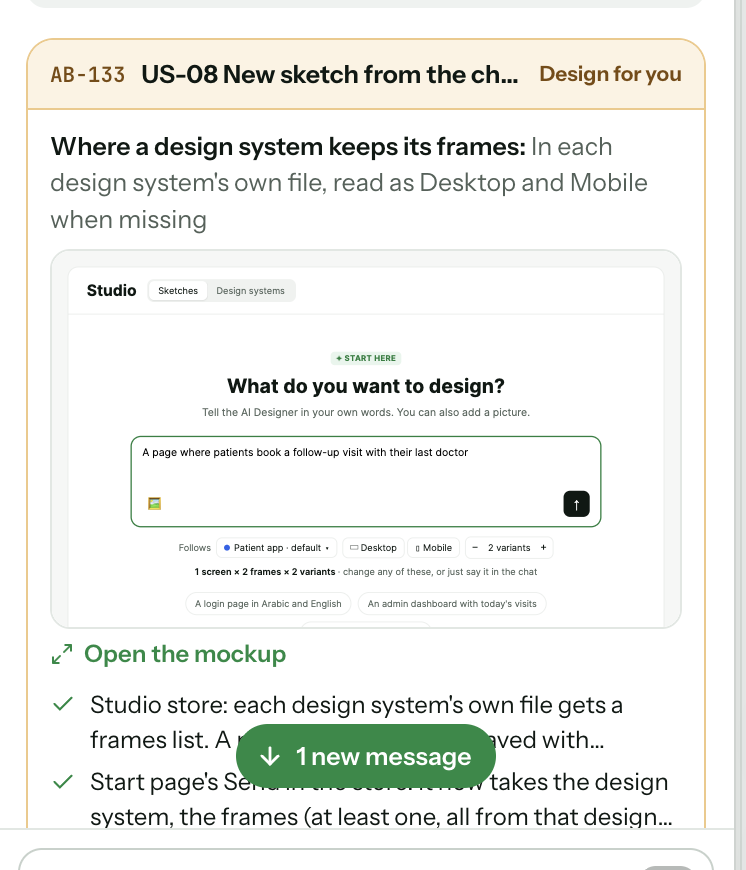 AB-133 US-08 New sketch from the ch... Design for you
Where a design system keeps its frames: In each
design system's own file, read as Desktop and Mobile
when missing
Studio Sketches Design systems
+ START HERE
What do you want to design?
Tell the AI Designer in your own words. You can also add a picture.
A page where patients book a follow-up visit with their last doctor
↑
Follows Patient app · default ▾ Desktop Mobile − 2 variants +
1 screen × 2 frames × 2 variants · change any of these, or just say it in the chat
A login page in Arabic and English An admin dashboard with today's visits
Open the mockup
Studio store: each design system's own file gets a
frames list. A with...
↓ 1 new message
Start page's takes the design
system, the frames (at least one, all from that design...